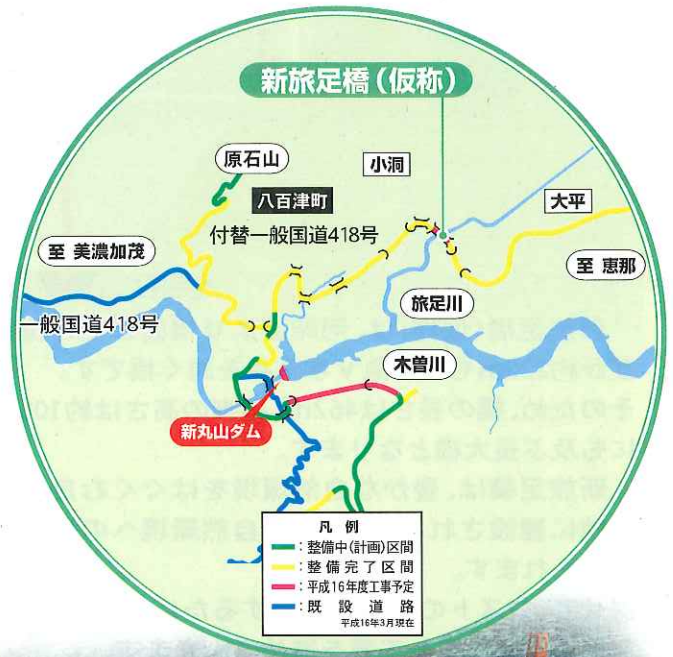 新旅足橋(仮称)
原石山
小洞
八百津町
大平
付替一般国道418号
至 美濃加茂
至 恵那
旅足川
一般国道418号
木曽川
新丸山ダム
凡例
:整備中(計画)区間
:整備完了区間
:平成16年度工事予定
:既設道路
平成16年3月現在